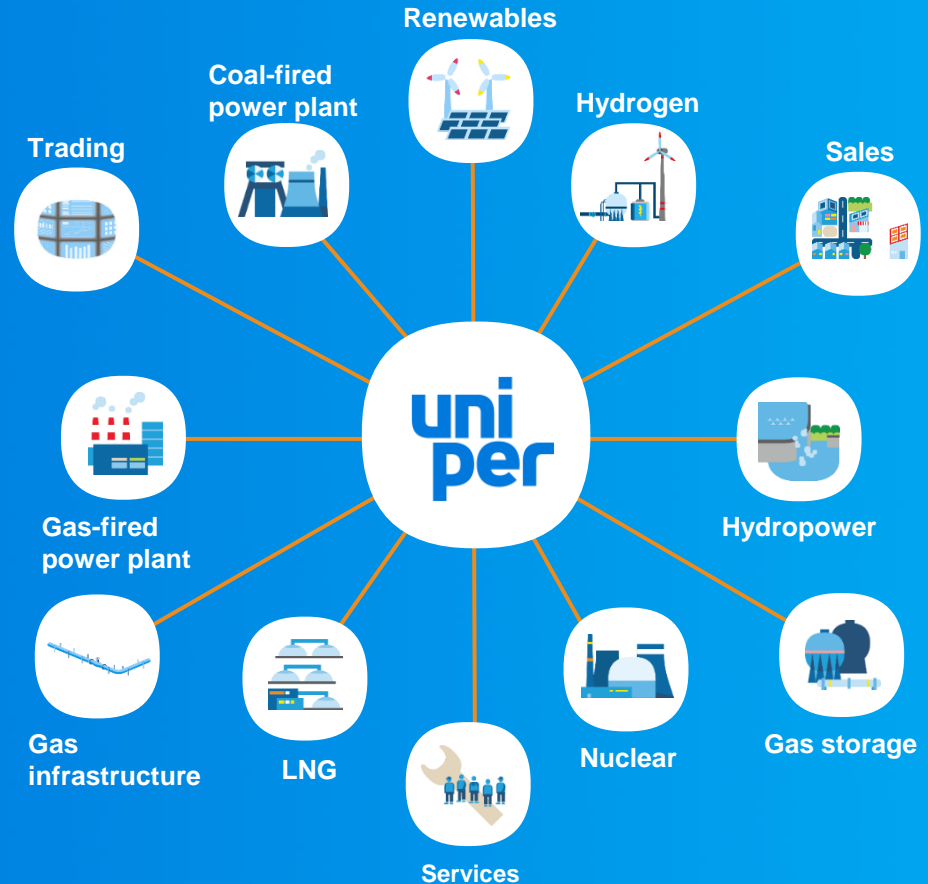 Renewables
Coal-fired
power plant
Hydrogen
Trading
Sales
uni
per
Gas-fired
power plant
Hydropower
Gas
infrastructure
LNG
Nuclear
Gas storage
Services